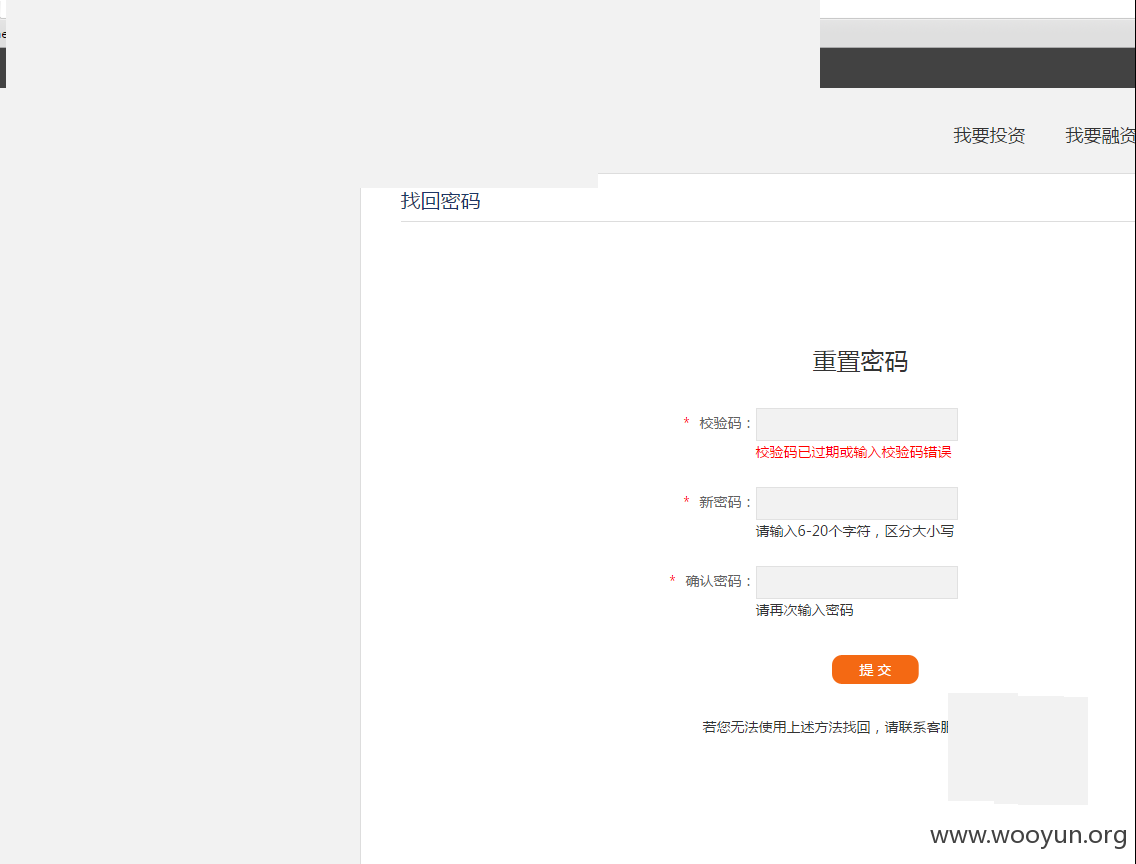 我要投资 我要融资
找回密码
重置密码
* 校验码：
校验码已过期或输入校验码错误
* 新密码：
请输入6-20个字符，区分大小写
* 确认密码：
请再次输入密码
提 交
若您无法使用上述方法找回，请联系客服
www.wooyun.org